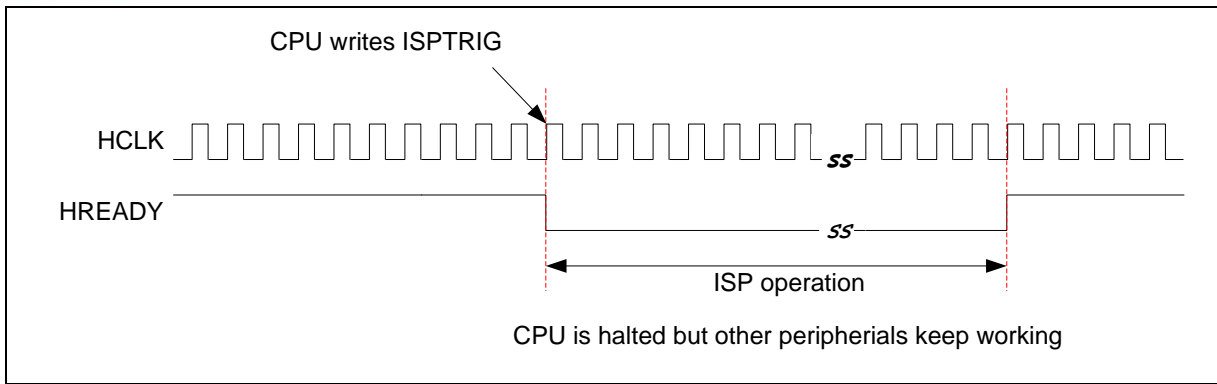 CPU writes ISPTRIG
HCLK
ss
HREADY
ss
ISP operation
CPU is halted but other peripherials keep working